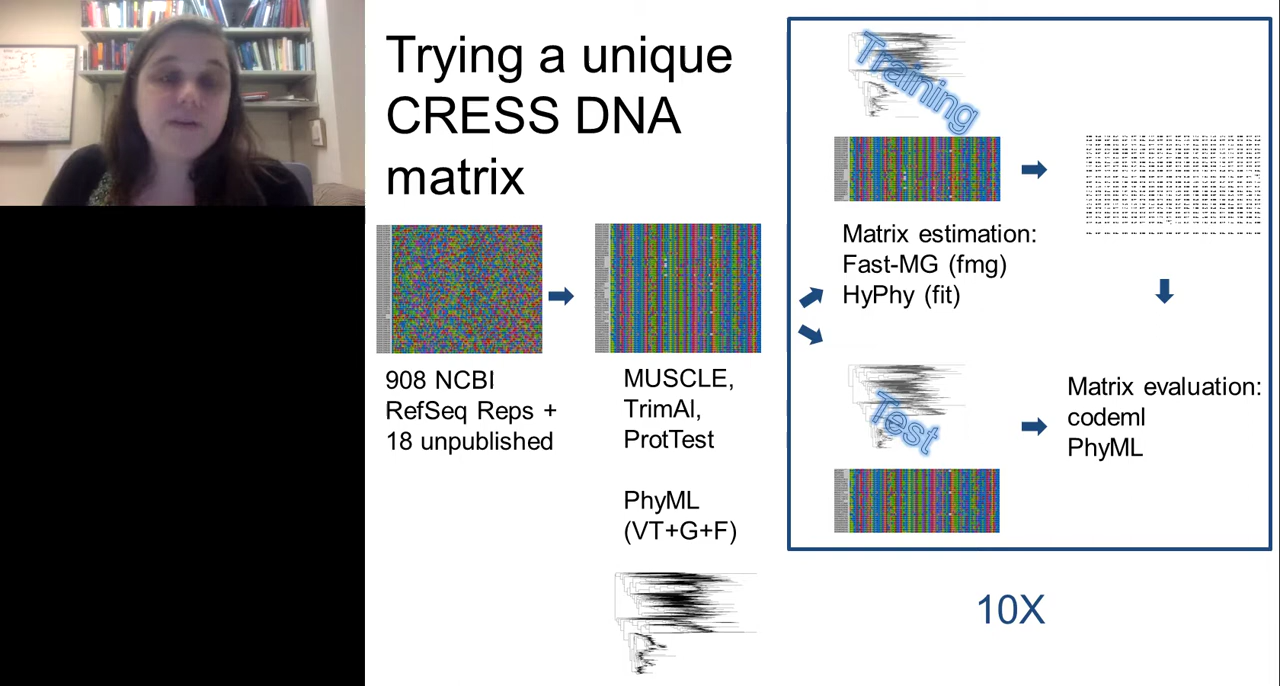 Trying a unique
CRESS DNA
matrix
908 NCBI
RefSeq Reps +
18 unpublished
MUSCLE,
TrimAl,
ProtTest
PhyML
(VT+G+F)
Training
Matrix estimation:
Fast-MG (fmg)
HyPhy (fit)
Test
Matrix evaluation:
codeml
PhyML
10X